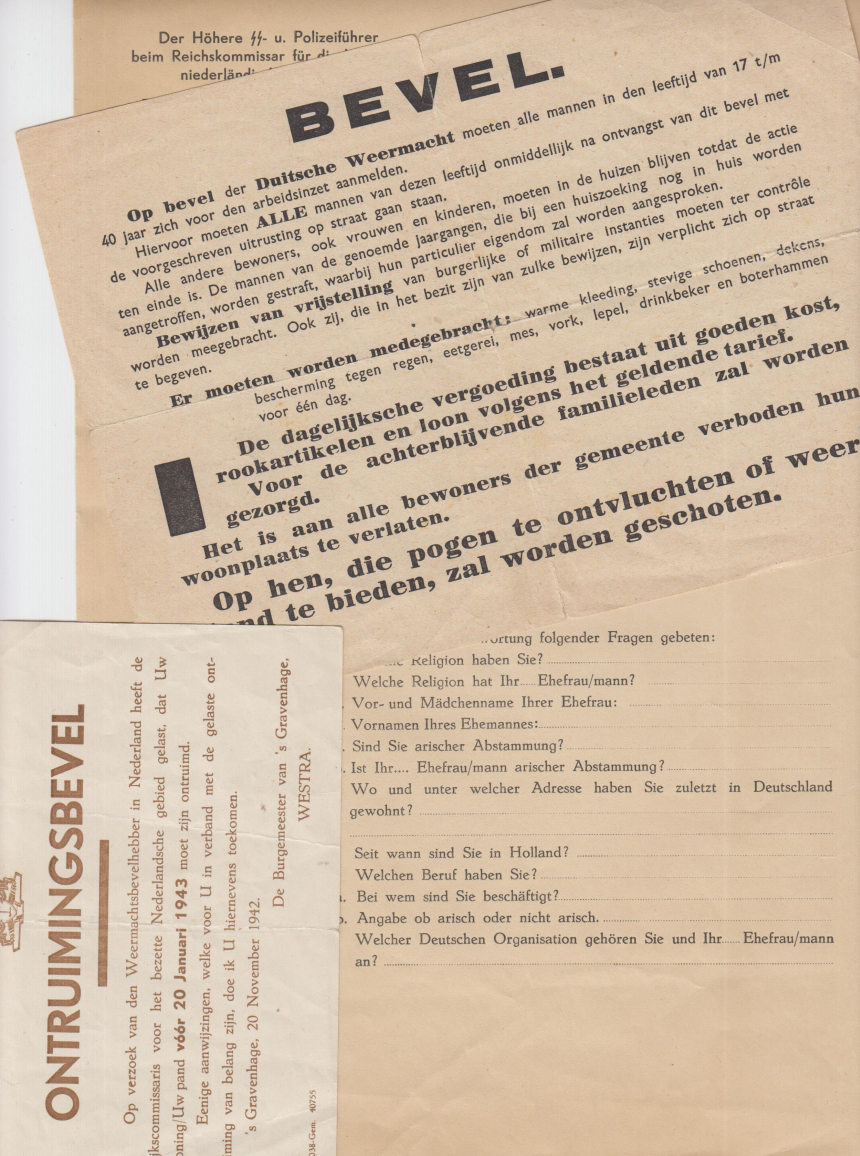 Der Höhere SS- u. Polizeiführer
beim Reichskommissar für die
niederländi
BEVEL.
Op bevel der Duitsche Weermacht moeten alle mannen in den leeftijd van 17 t/m
40 jaar zich voor den arbeidsinzet aanmelden.
Hiervoor moeten ALLE mannen van dezen leeftijd onmiddellijk na ontvangst van dit bevel met
de voorgeschreven uitrusting op straat gaan staan.
Alle andere bewoners, ook vrouwen en kinderen, moeten in de huizen blijven totdat de actie
ten einde is. De mannen van de genoemde jaargangen, die bij een huiszoeking nog in huis worden
aangetroffen, worden gestraft, waarbij hun particulier eigendom zal worden aangesproken.
Bewijzen van vrijstelling van burgerlijke of militaire instanties moeten ter contrôle
worden meegebracht. Ook zij, die in het bezit zijn van zulke bewijzen, zijn verplicht zich op straat
te begeven.
Er moeten worden medegebracht: warme kleeding, stevige schoenen, dekens,
bescherming tegen regen, eetgerei, mes, vork, lepel, drinkbeker en boterhammen
voor één dag.
De dagelijksche vergoeding bestaat uit goeden kost,
rookartikelen en loon volgens het geldende tarief.
Voor de achterblijvende familieleden zal worden
gezorgd.
Het is aan alle bewoners der gemeente verboden hun
woonplaats te verlaten.
Op hen, die pogen te ontvluchten of weer
and te bieden, zal worden geschoten.
wortung folgender Fragen gebeten:
Religion haben Sie?
Welche Religion hat Ihr.... Ehefrau/mann?
Vor- und Mädchenname Ihrer Ehefrau:
Vornamen Ihres Ehemannes:
Sind Sie arischer Abstammung?
Ist Ihr.... Ehefrau/mann arischer Abstammung?
Wo und unter welcher Adresse haben Sie zuletzt in Deutschland
gewohnt?
Seit wann sind Sie in Holland?
Welchen Beruf haben Sie?
Bei wem sind Sie beschäftigt?
Angabe ob arisch oder nicht arisch.
Welcher Deutschen Organisation gehören Sie und Ihr.... Ehefrau/mann
an?
ONTRUIMINGSBEVEL
Op verzoek van den Weermachtsbevelhebber in Nederland heeft de
jkscommissaris voor het bezette Nederlandsche gebied gelast, dat Uw
oning/Uw pand vóór 20 Januari 1943 moet zijn ontruimd.
Eenige aanwijzingen, welke voor U in verband met de gelaste ont-
iming van belang zijn, doe ik U hiernevens toekomen.
's Gravenhage, 20 November 1942.
De Burgemeester van 's Gravenhage,
WESTRA.
038-Gem. 40755